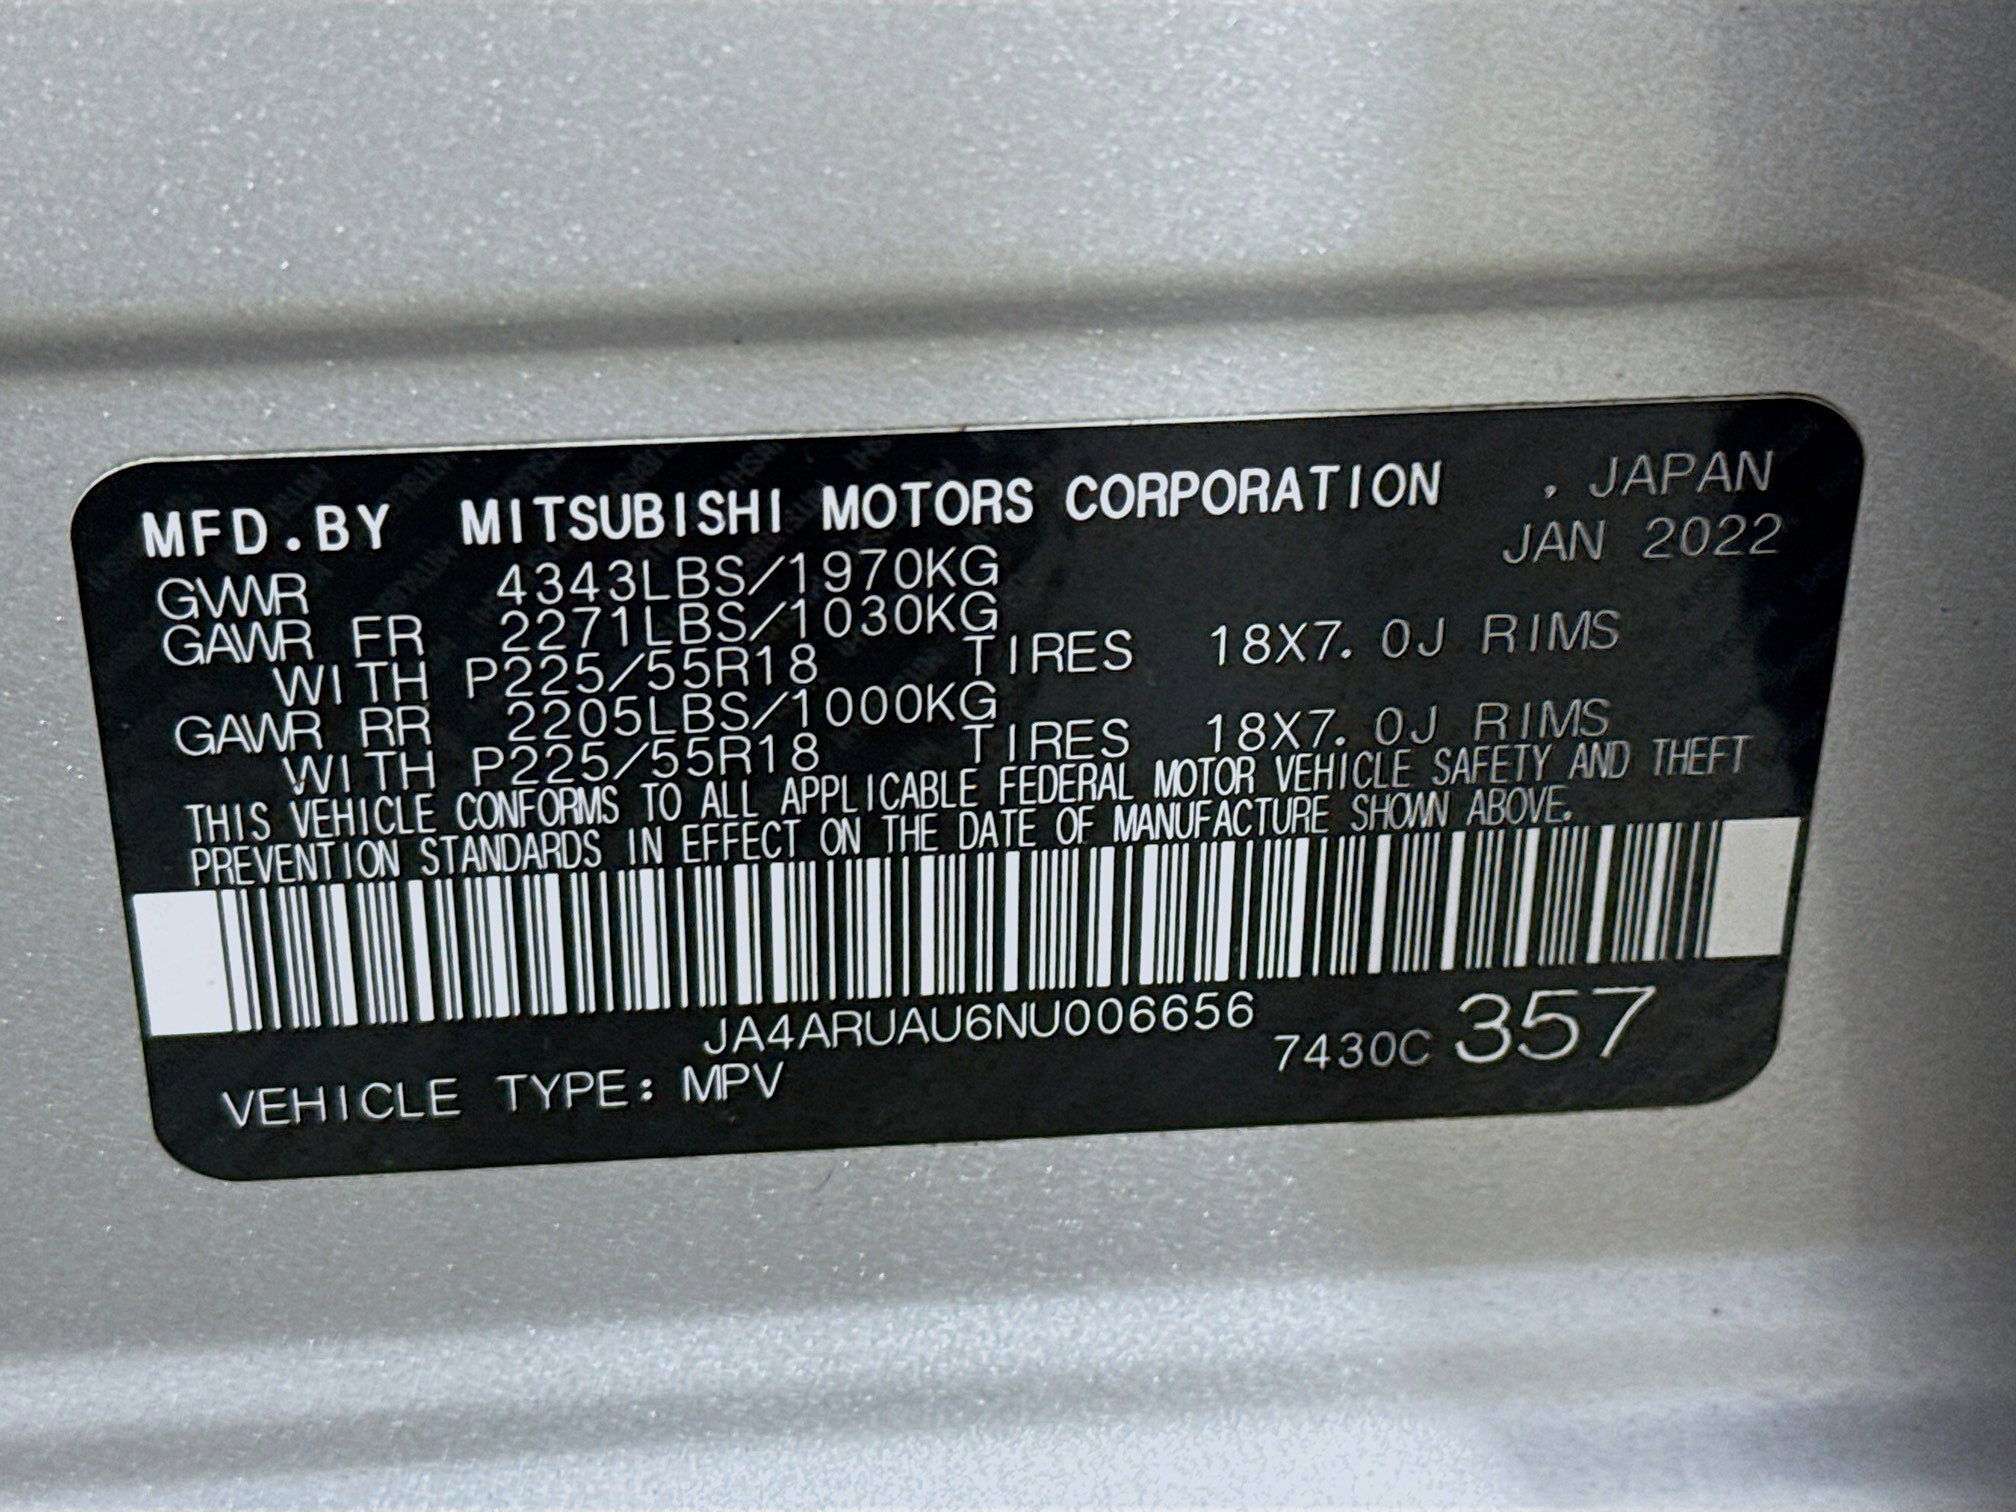 MFD.BY MITSUBISHI MOTORS CORPORATION , JAPAN
JAN 2022
GVWR 4343LBS/1970KG
GAWR FR 2271LBS/1030KG
WITH P225/55R18 TIRES 18X7.0J RIMS
GAWR RR 2205LBS/1000KG
WITH P225/55R18 TIRES 18X7.0J RIMS
THIS VEHICLE CONFORMS TO ALL APPLICABLE FEDERAL MOTOR VEHICLE SAFETY AND THEFT
PREVENTION STANDARDS IN EFFECT ON THE DATE OF MANUFACTURE SHOWN ABOVE.
JA4ARUAU6NU006656
7430C 357
VEHICLE TYPE: MPV